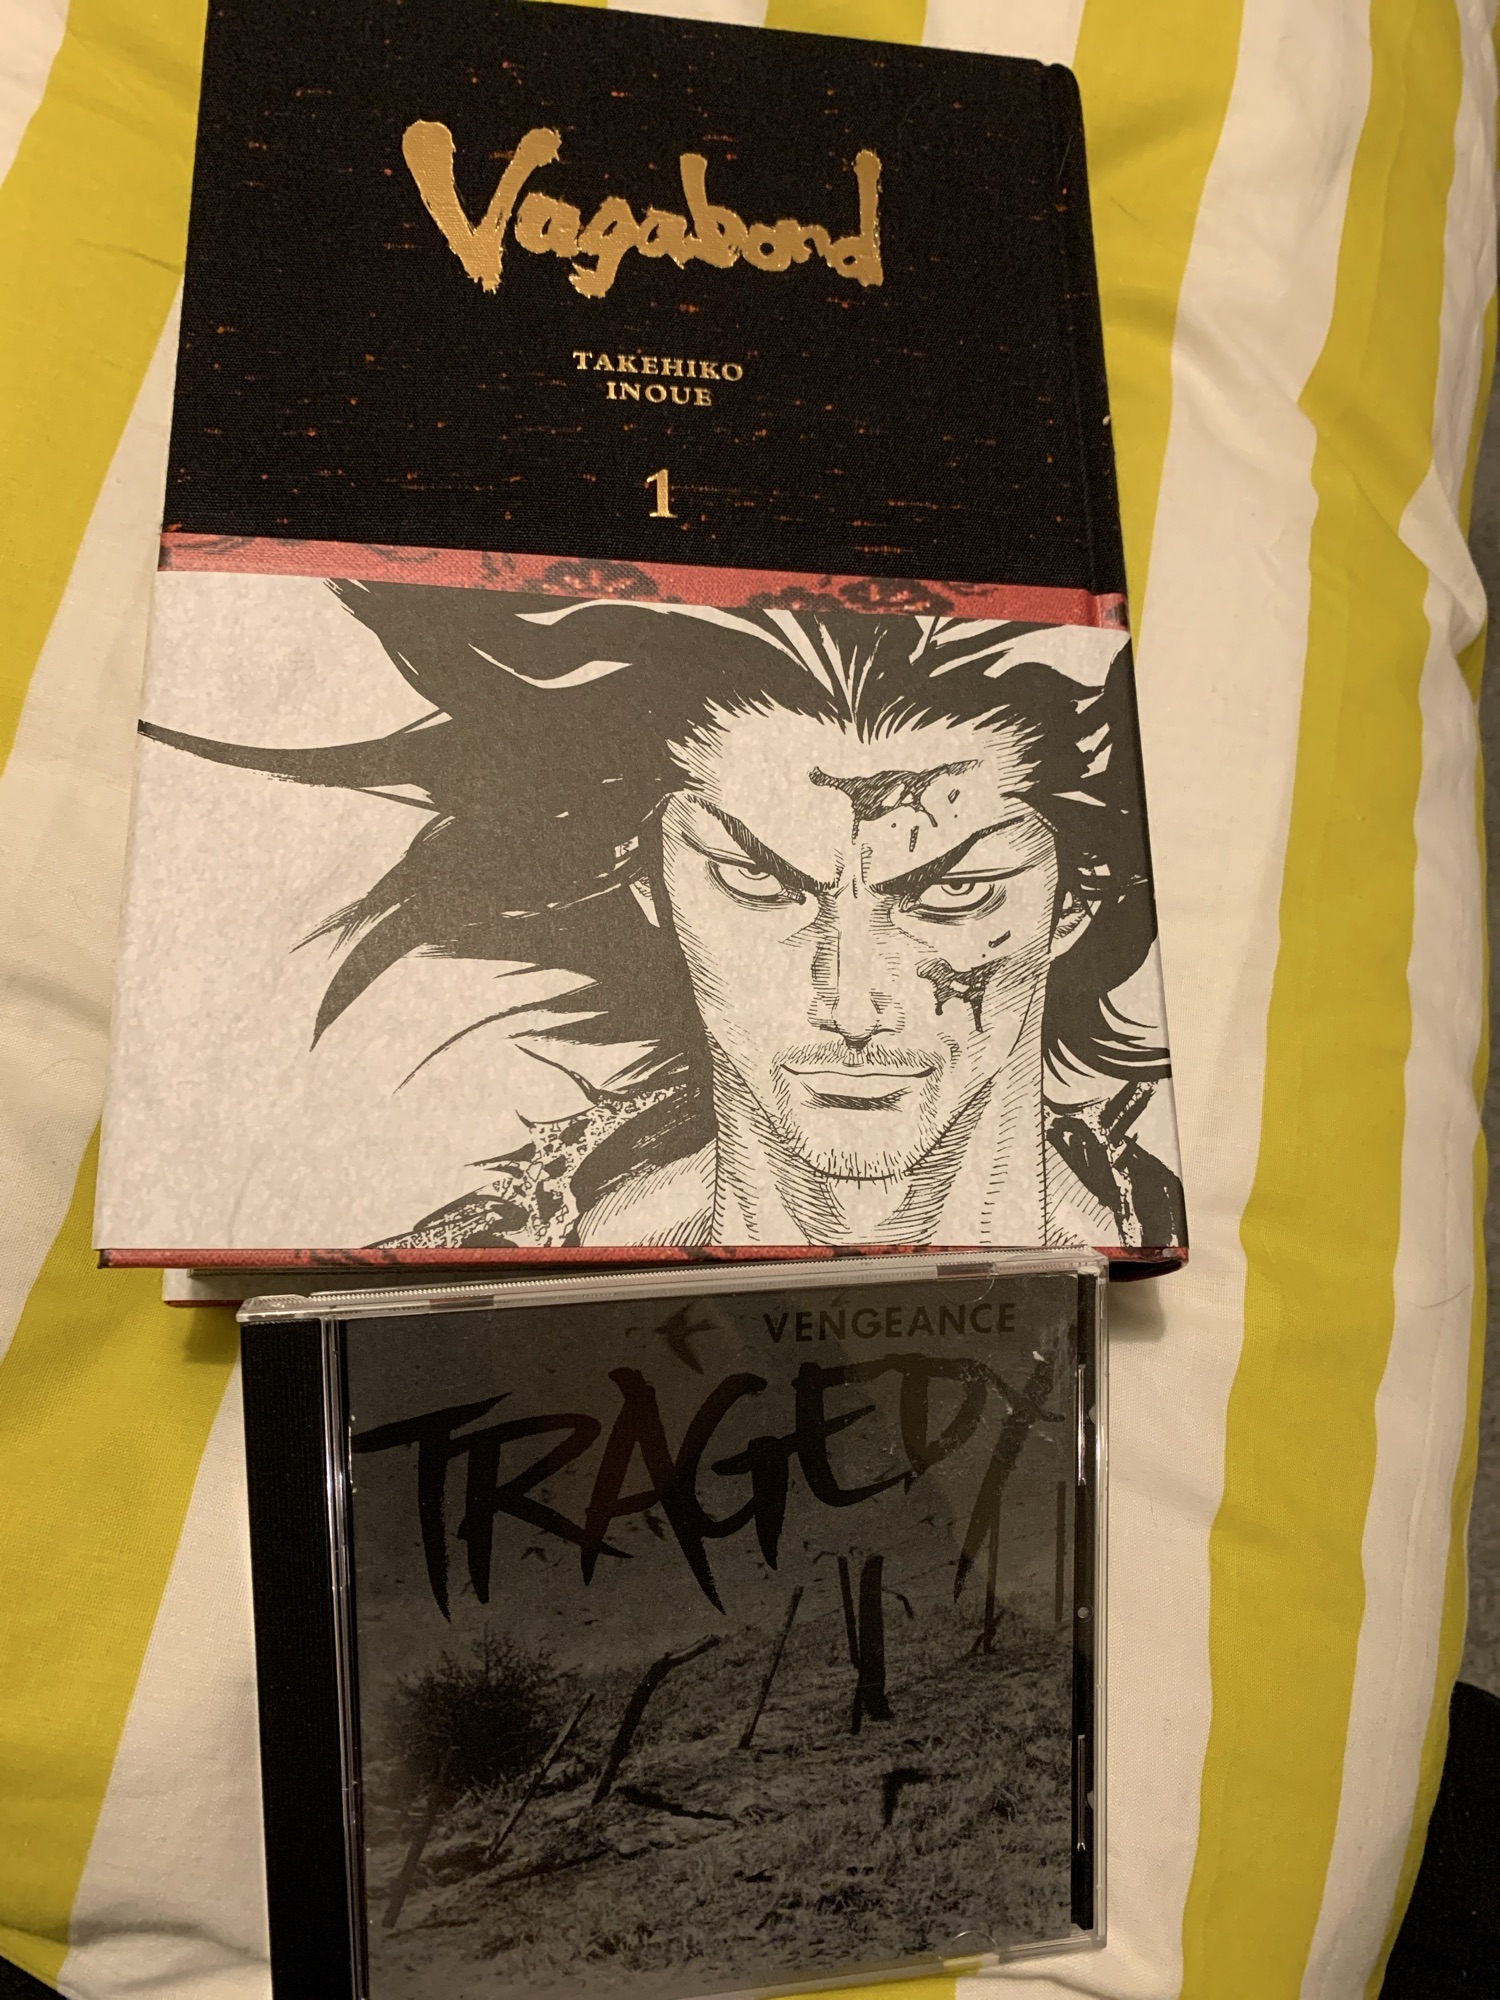 Vagabond
TAKEHIKO
INOUE
1
VENGEANCE
TRAGEDY